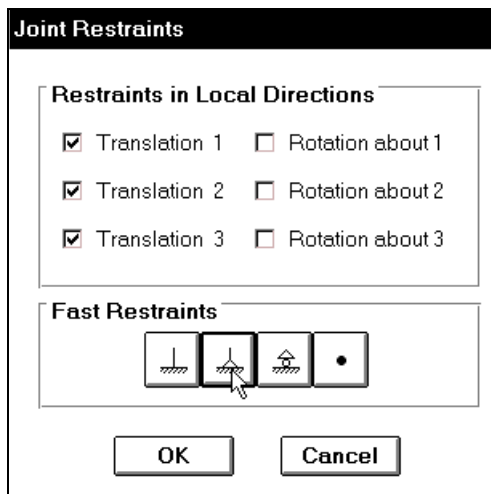 Joint Restraints
Restraints in Local Directions
Translation 1 Rotation about 1
Translation 2 Rotation about 2
Translation 3 Rotation about 3
Fast Restraints
OK Cancel